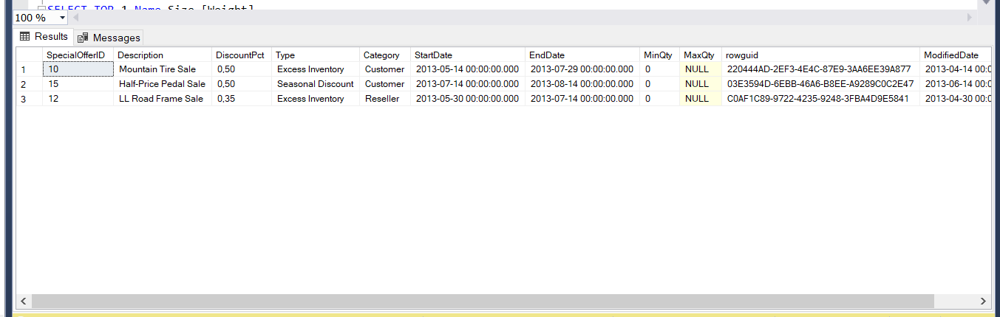 SELECT TOP 1 Name,Size,[Weight]
100 %
Results Messages
SpecialOfferID Description DiscountPct Type Category StartDate EndDate MinQty MaxQty rowguid ModifiedDate
1 10 Mountain Tire Sale 0,50 Excess Inventory Customer 2013-05-14 00:00:00.000 2013-07-29 00:00:00.000 0 NULL 220444AD-2EF3-4E4C-87E9-3AA6EE39A877 2013-04-14 00:0
2 15 Half-Price Pedal Sale 0,50 Seasonal Discount Customer 2013-07-14 00:00:00.000 2013-08-14 00:00:00.000 0 NULL 03E3594D-6EBB-46A6-B8EE-A9289C0C2E47 2013-06-14 00:0
3 12 LL Road Frame Sale 0,35 Excess Inventory Reseller 2013-05-30 00:00:00.000 2013-07-14 00:00:00.000 0 NULL C0AF1C89-9722-4235-9248-3FBA4D9E5841 2013-04-30 00:0